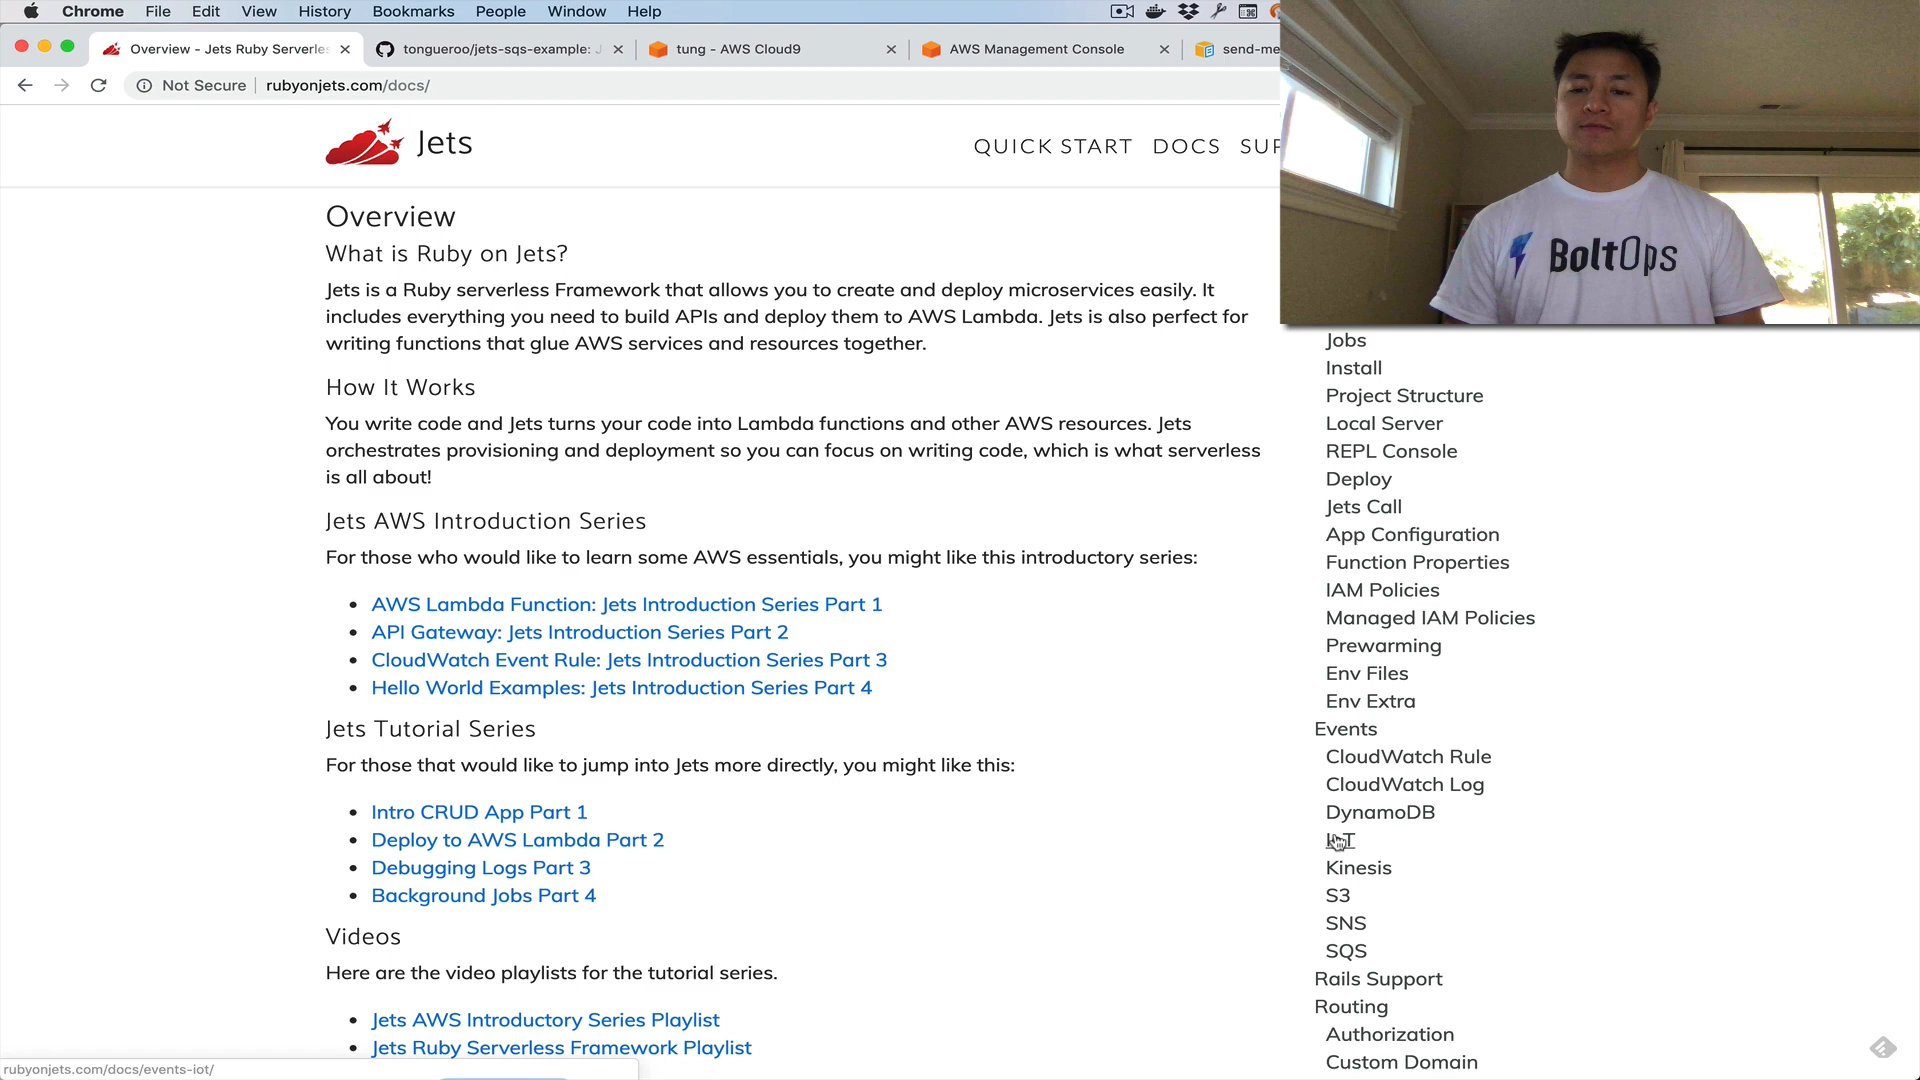 Chrome File Edit View History Bookmarks People Window Help
Overview - Jets Ruby Serverles
tongueroo/jets-sqs-example: J
tung - AWS Cloud9
AWS Management Console
send-me
Not Secure rubyonjets.com/docs/
Jets
QUICK START DOCS SUP
BoltOps
Overview
What is Ruby on Jets?
Jets is a Ruby serverless Framework that allows you to create and deploy microservices easily. It
includes everything you need to build APIs and deploy them to AWS Lambda. Jets is also perfect for
writing functions that glue AWS services and resources together.
How It Works
You write code and Jets turns your code into Lambda functions and other AWS resources. Jets
orchestrates provisioning and deployment so you can focus on writing code, which is what serverless
is all about!
Jets AWS Introduction Series
For those who would like to learn some AWS essentials, you might like this introductory series:
AWS Lambda Function: Jets Introduction Series Part 1
API Gateway: Jets Introduction Series Part 2
CloudWatch Event Rule: Jets Introduction Series Part 3
Hello World Examples: Jets Introduction Series Part 4
Jets Tutorial Series
For those that would like to jump into Jets more directly, you might like this:
Intro CRUD App Part 1
Deploy to AWS Lambda Part 2
Debugging Logs Part 3
Background Jobs Part 4
Videos
Here are the video playlists for the tutorial series.
Jets AWS Introductory Series Playlist
Jets Ruby Serverless Framework Playlist
rubyonjets.com/docs/events-iot/
Jobs
Install
Project Structure
Local Server
REPL Console
Deploy
Jets Call
App Configuration
Function Properties
IAM Policies
Managed IAM Policies
Prewarming
Env Files
Env Extra
Events
CloudWatch Rule
CloudWatch Log
DynamoDB
IoT
Kinesis
S3
SNS
SQS
Rails Support
Routing
Authorization
Custom Domain